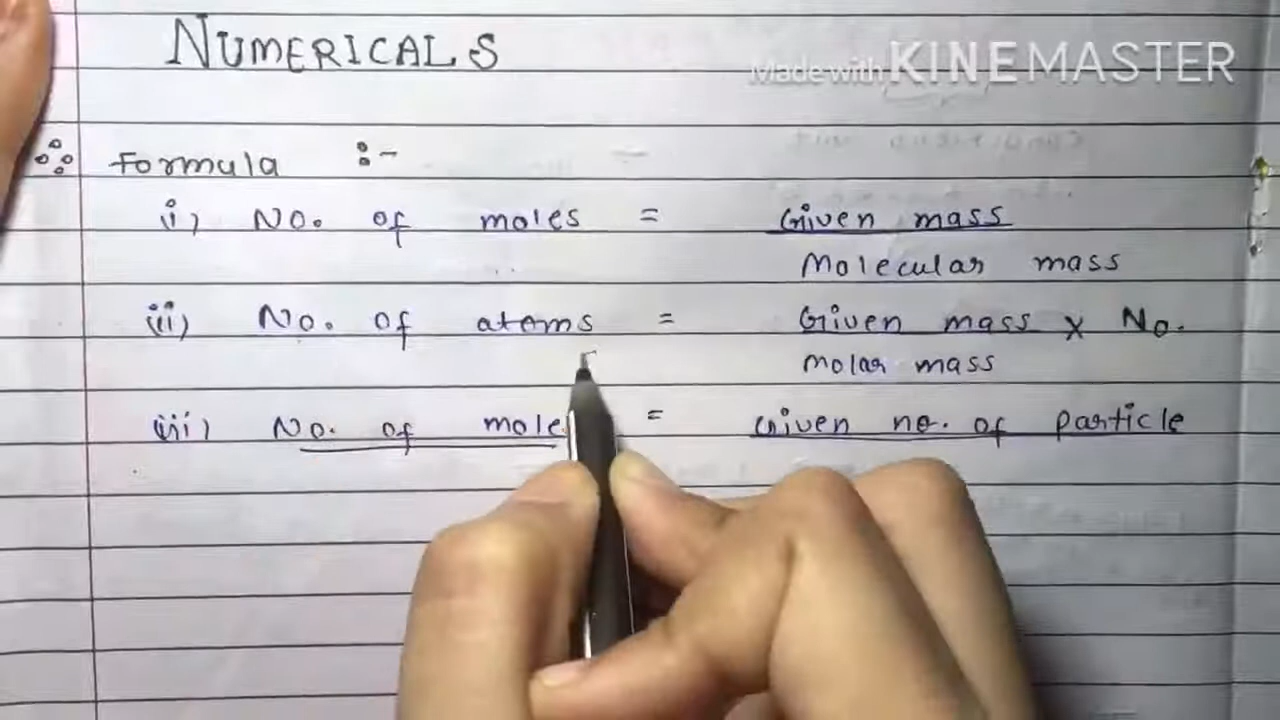 NUMERICALS
Made with KINEMASTER
Formula :-
(i) No. of moles = Given mass
Molecular mass
(ii) No. of atoms = Given mass x No.
Molar mass
(iii) No. of mole = Given no. of particle